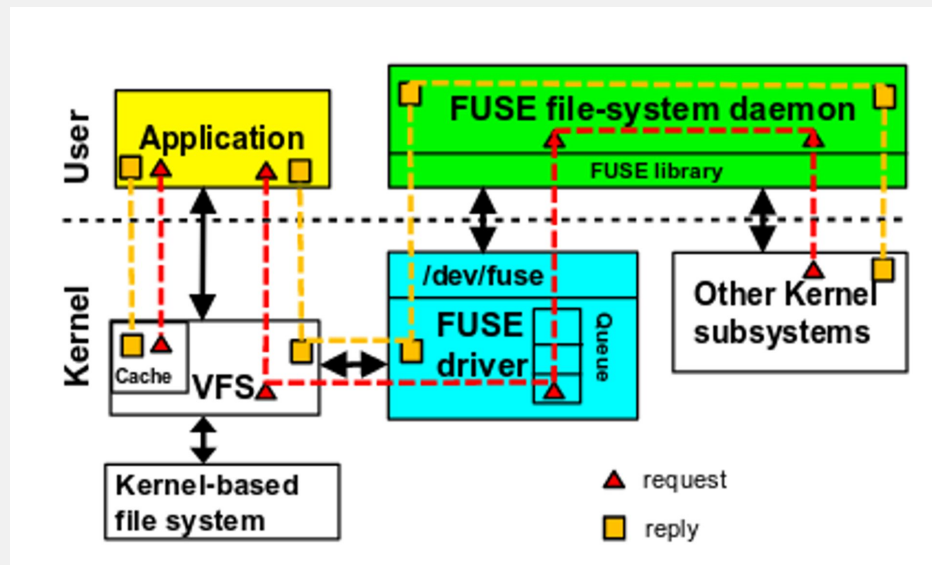 User
Application
FUSE file-system daemon
FUSE library
Kernel
/dev/fuse
FUSE
driver
Queue
Other Kernel
subsystems
Cache
VFS
Kernel-based
file system
request
reply